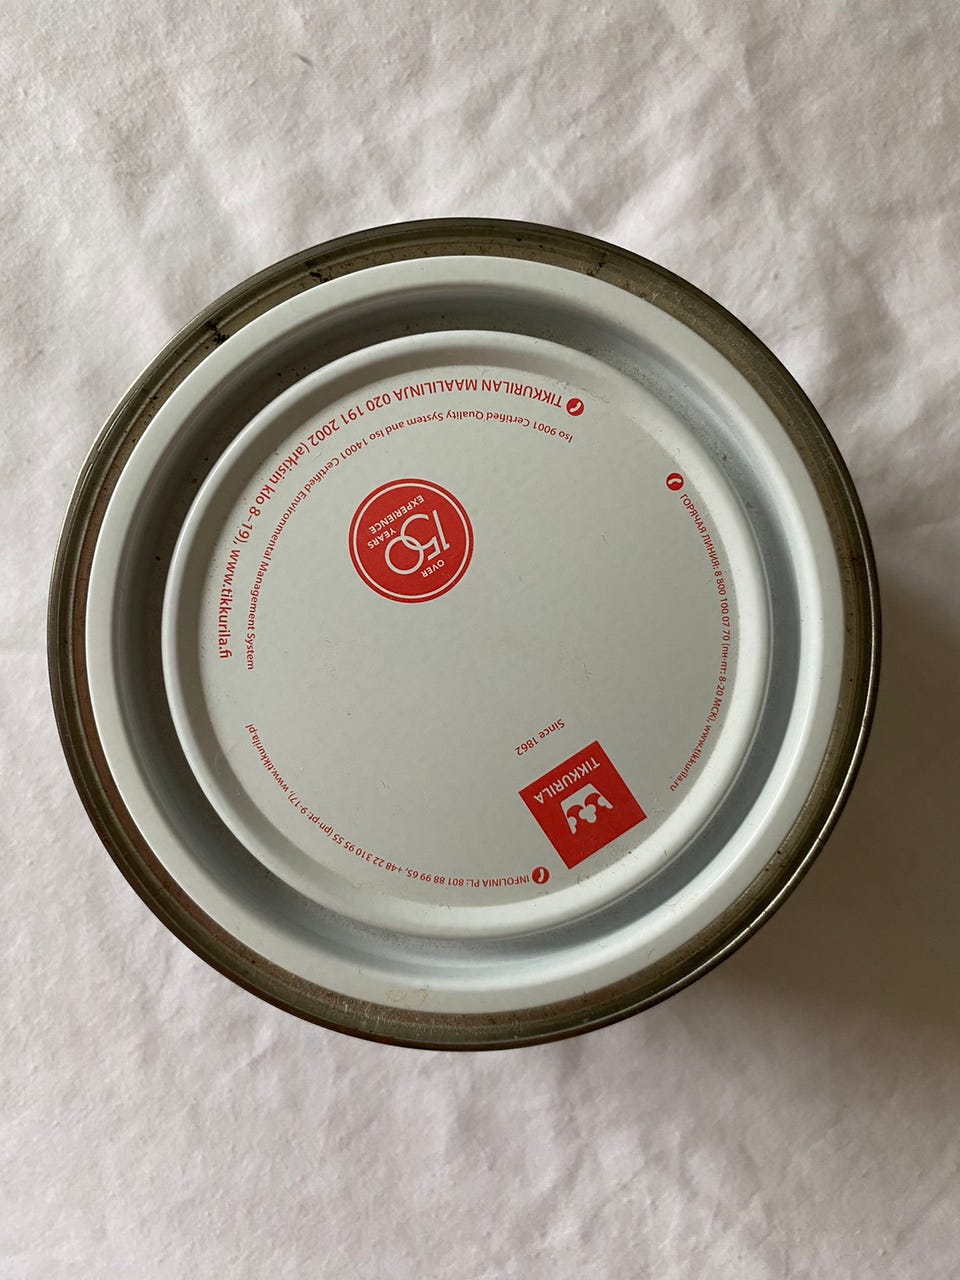 TIKKURILA
Since 1862
TIKKURILAN MAALILINJA 020 191 2002 (arkisin klo 8 -19), www.tikkurila.fi
Iso 9001 Certified Quality System and Iso 14001 Certified Environmental Management System
OVER
150
YEARS
EXPERIENCE
ГОРЯЧАЯ ЛИНИЯ: 8 800 100 07 70 (пн-пт: 8-20 МСК), www.tikkurila.ru
INFOLINIA PL: 801 88 99 65, +48 22 310 95 55 (pn-pt: 9-17), www.tikkurila.pl